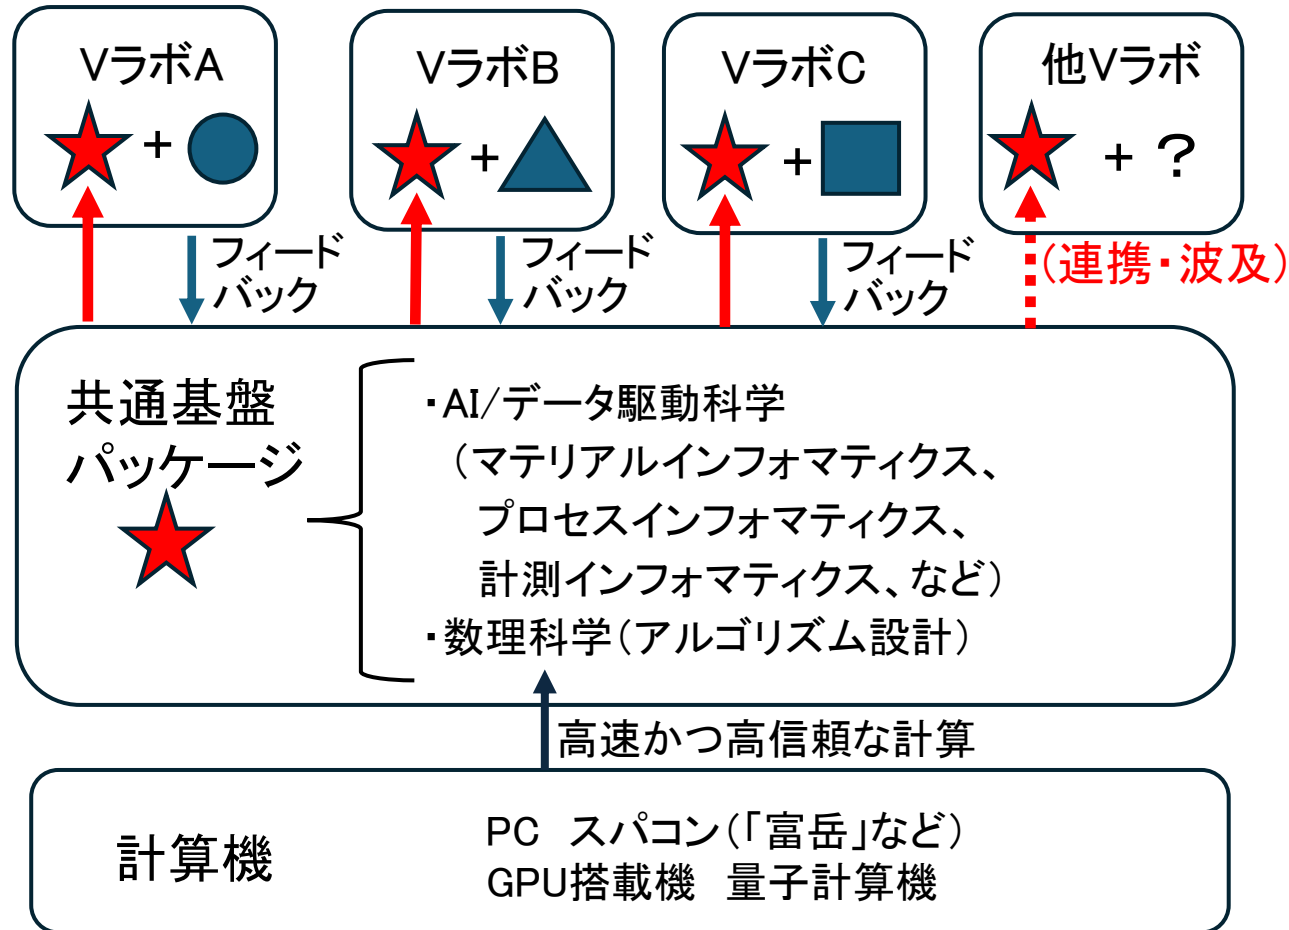 VラボA
+
VラボB
+
VラボC
+
他Vラボ
+ ?
フィード
バック
フィード
バック
フィード
バック
(連携・波及)
共通基盤
パッケージ
・AI/データ駆動科学
(マテリアルインフォマティクス、
プロセスインフォマティクス、
計測インフォマティクス、など)
・数理科学(アルゴリズム設計)
高速かつ高信頼な計算
計算機
PC スパコン(「富岳」など)
GPU搭載機 量子計算機